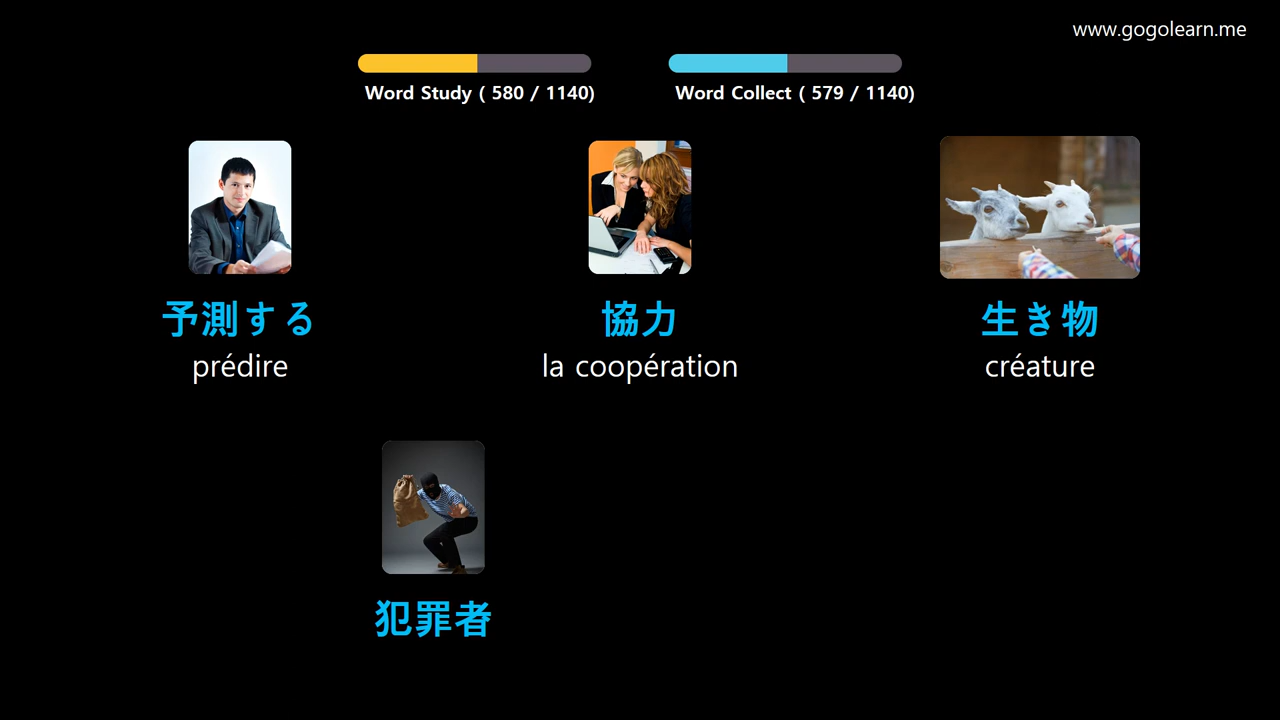 www.gogolearn.me
Word Study ( 580 / 1140)
Word Collect ( 579 / 1140)
予測する
prédire
協力
la coopération
生き物
créature
犯罪者